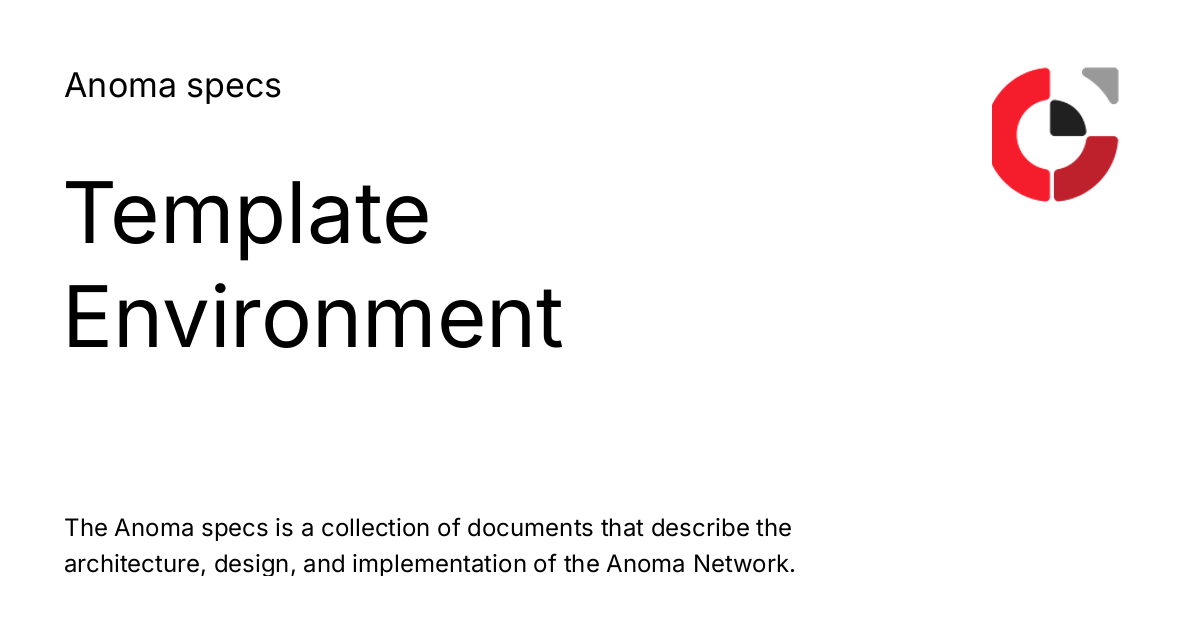 Anoma specs
Template
Environment
The Anoma specs is a collection of documents that describe the
architecture, design, and implementation of the Anoma Network.